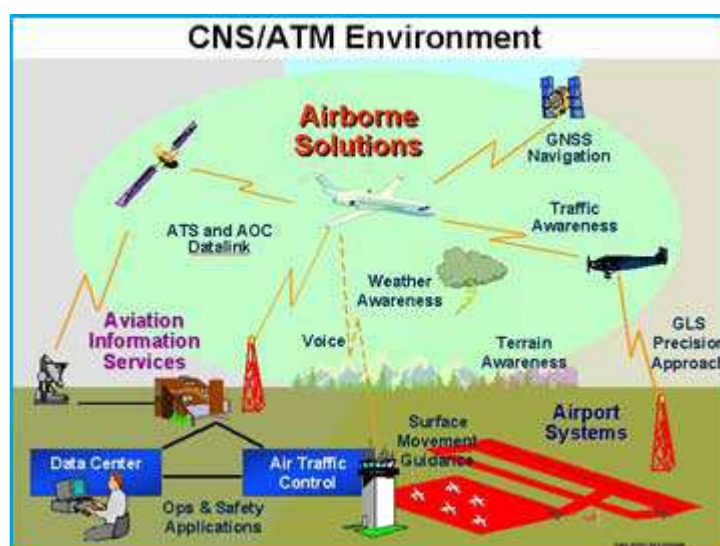 CNS/ATM Environment
Airborne
Solutions
GNSS
Navigation
ATS and AOC
Datalink
Traffic
Awareness
Weather
Awareness
Aviation
Information
Services
Voice
Terrain
Awareness
GLS
Precision
Approach
Surface
Movement
Guidance
Airport
Systems
Data Center
Air Traffic
Control
Ops & Safety
Applications